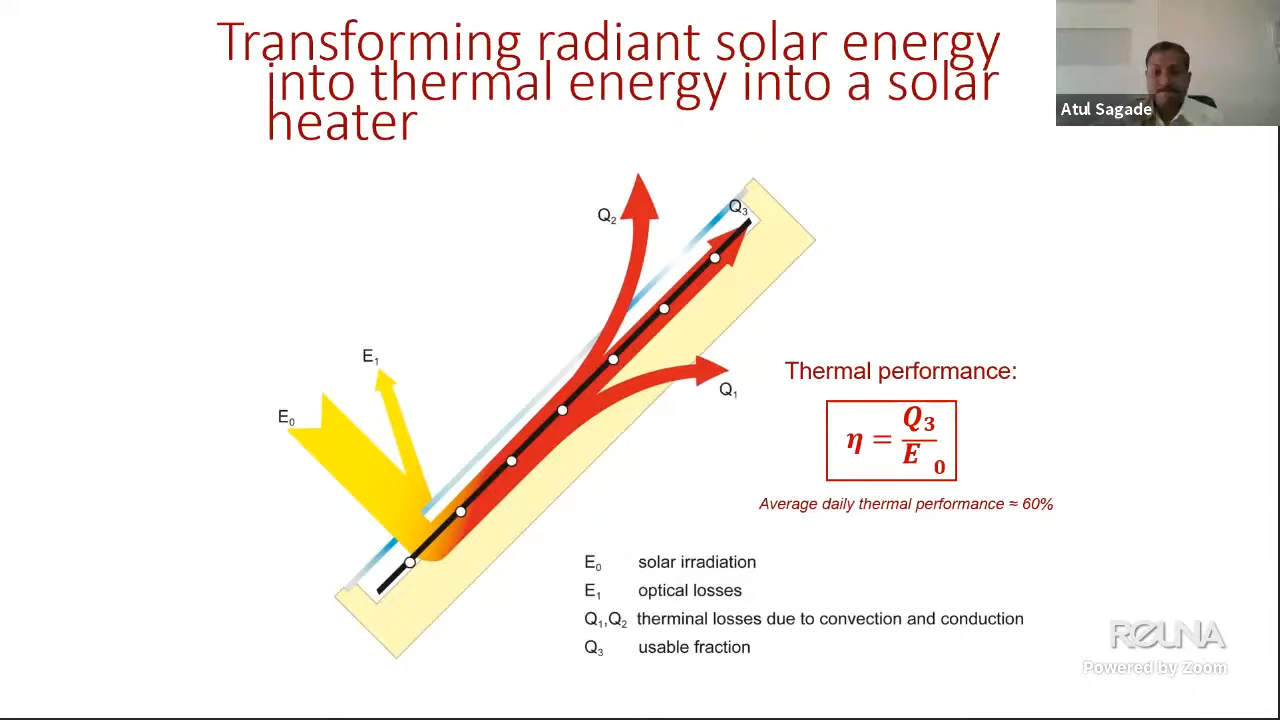 Transforming radiant solar energy
into thermal energy into a solar
heater
Atul Sagade
Q2
Q3
E1
E0
Q1
Thermal performance:
η = Q3/E0
Average daily thermal performance ≈ 60%
E0 solar irradiation
E1 optical losses
Q1,Q2 therminal losses due to convection and conduction
Q3 usable fraction
REUNA
Powered by Zoom